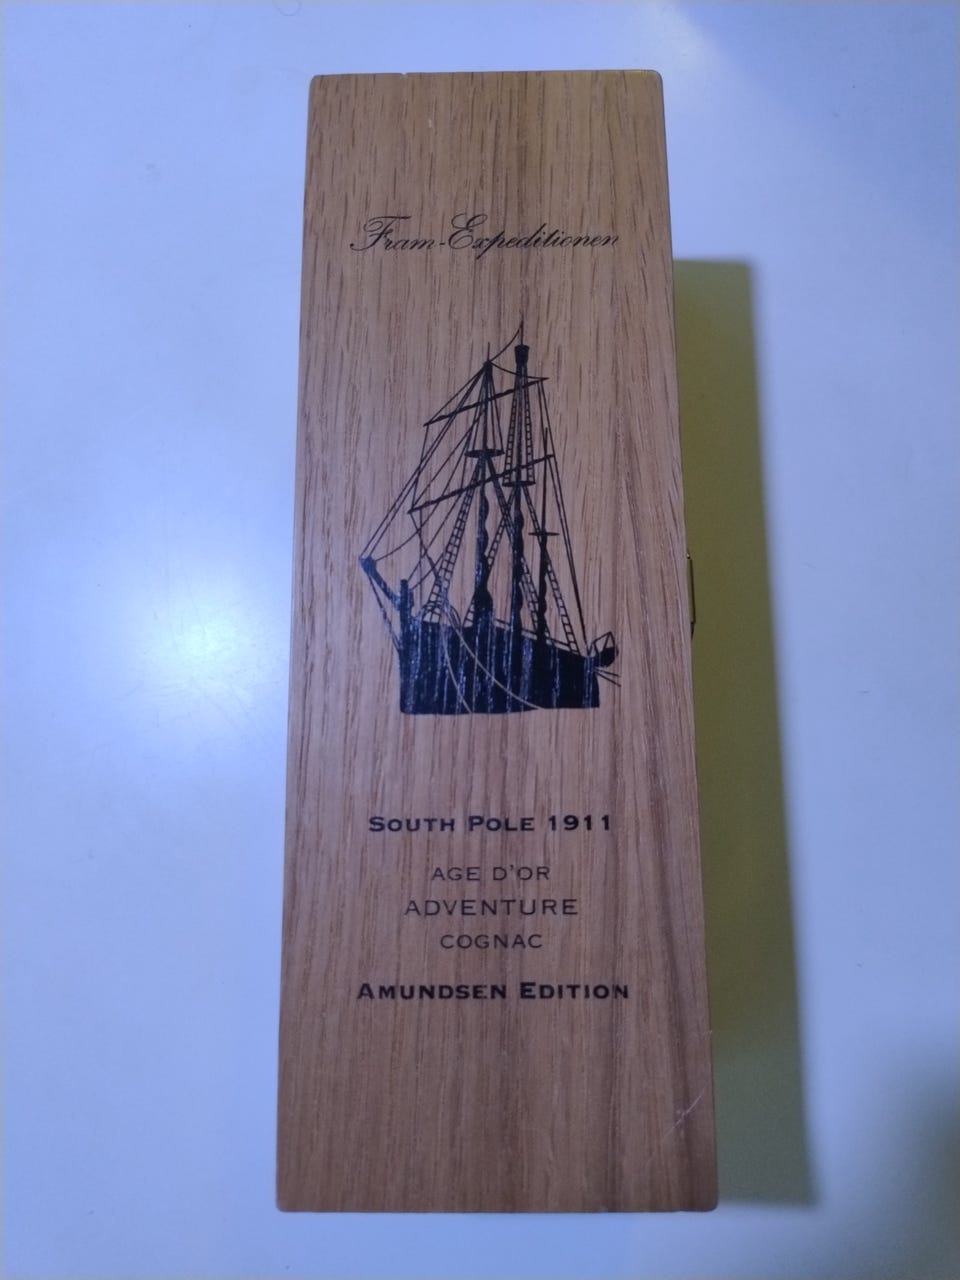 Fram-Expeditionen
South Pole 1911
AGE D'OR
ADVENTURE
COGNAC
Amundsen Edition